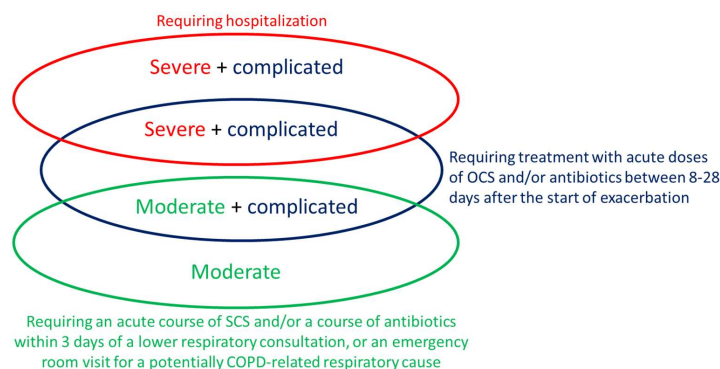 Requiring hospitalization
Severe + complicated
Severe + complicated
Requiring treatment with acute doses
of OCS and/or antibiotics between 8-28
days after the start of exacerbation
Moderate + complicated
Moderate
Requiring an acute course of SCS and/or a course of antibiotics
within 3 days of a lower respiratory consultation, or an emergency
room visit for a potentially COPD-related respiratory cause